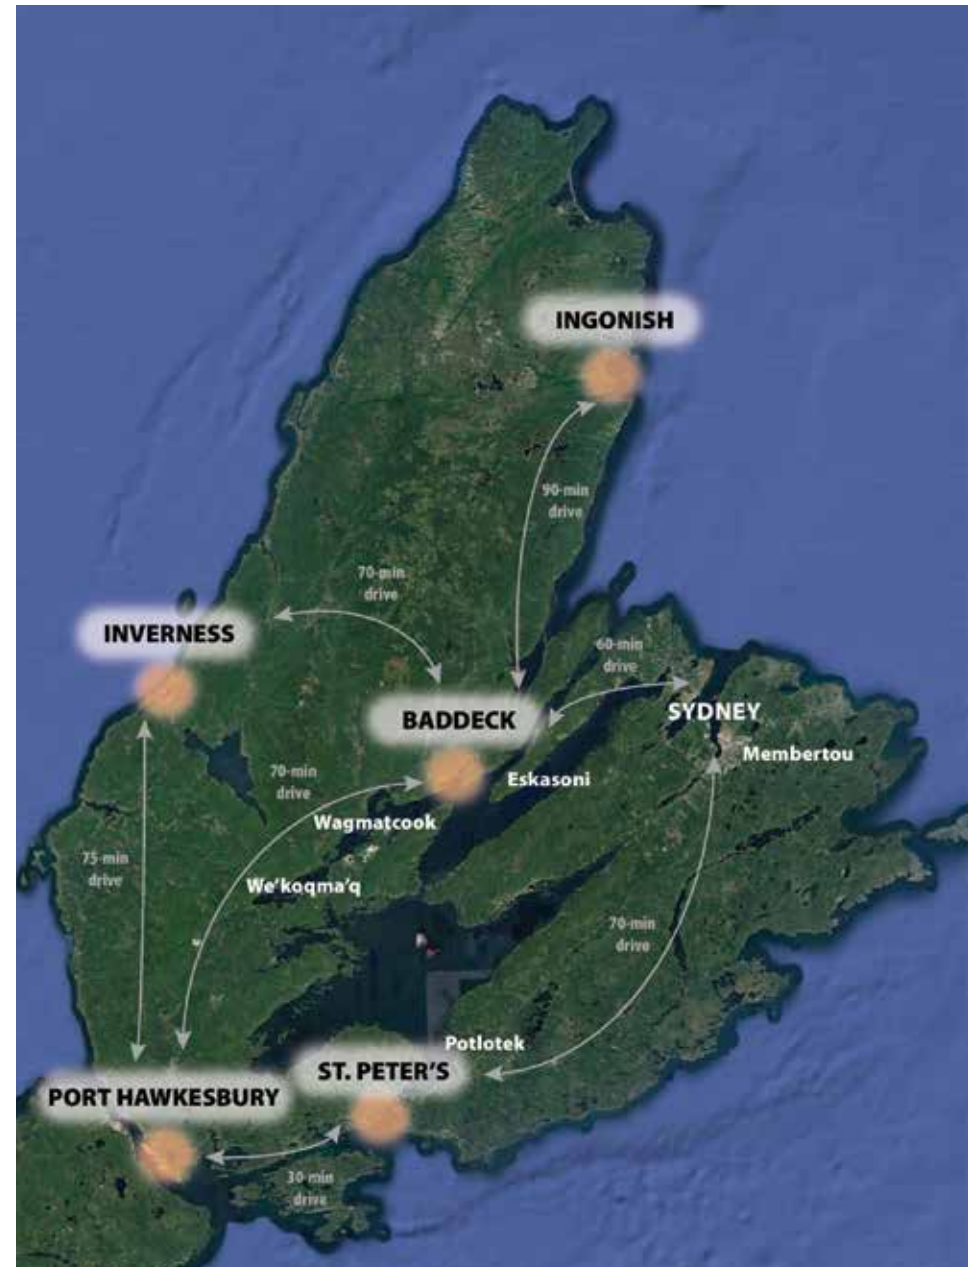 INGONISH
90-min
drive
70-min
drive
INVERNESS
60-min
drive
BADDECK
SYDNEY
Membertou
Eskasoni
70-min
drive
Wagmatcook
75-min
drive
We'koqma'q
70-min
drive
Potlotek
ST. PETER'S
PORT HAWKESBURY
30-min
drive